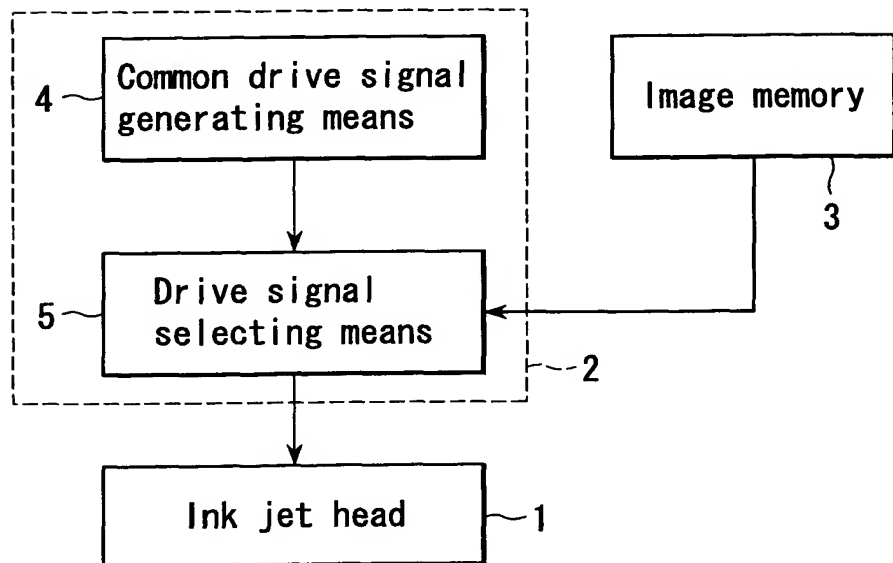 4
Common drive signal
generating means
Image memory
3
5
Drive signal
selecting means
2
Ink jet head
1